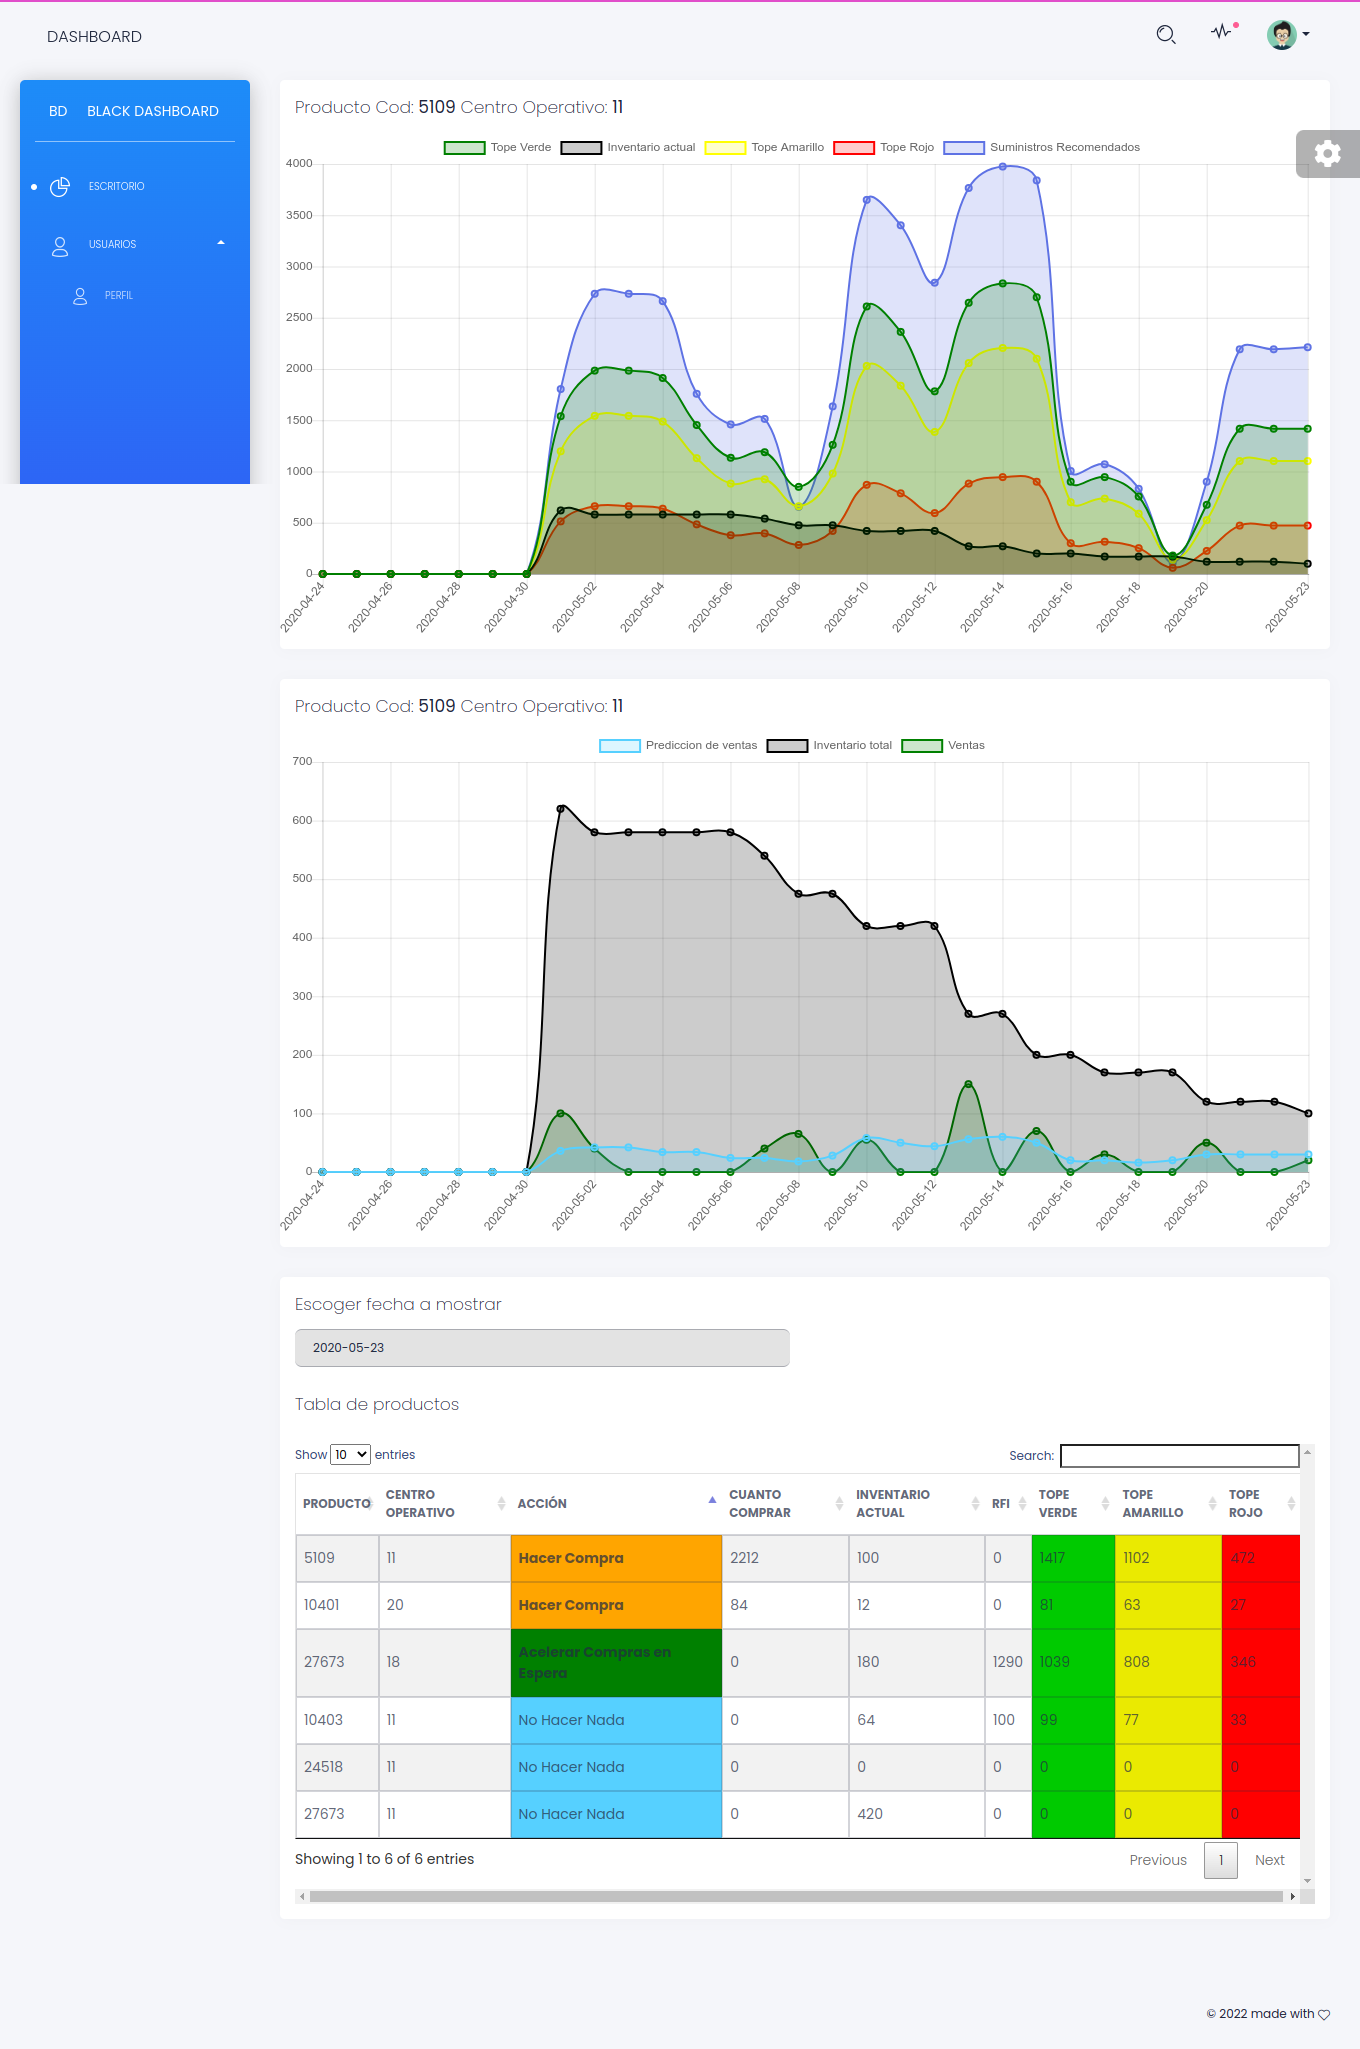 DASHBOARD
BD BLACK DASHBOARD
ESCRITORIO
USUARIOS
PERFIL
Producto Cod: 5109 Centro Operativo: 11
Tope Verde Inventario actual Tope Amarillo Tope Rojo Suministros Recomendados
4000
3500
3000
2500
2000
1500
1000
500
0
2020-04-24 2020-04-26 2020-04-28 2020-04-30 2020-05-02 2020-05-04 2020-05-06 2020-05-08 2020-05-10 2020-05-12 2020-05-14 2020-05-16 2020-05-18 2020-05-20 2020-05-23
Producto Cod: 5109 Centro Operativo: 11
Prediccion de ventas Inventario total Ventas
700
600
500
400
300
200
100
0
2020-04-24 2020-04-26 2020-04-28 2020-04-30 2020-05-02 2020-05-04 2020-05-06 2020-05-08 2020-05-10 2020-05-12 2020-05-14 2020-05-16 2020-05-18 2020-05-20 2020-05-23
Escoger fecha a mostrar
2020-05-23
Tabla de productos
Show 10 entries Search:
PRODUCTO CENTRO OPERATIVO ACCIÓN CUANTO COMPRAR INVENTARIO ACTUAL RFI TOPE VERDE TOPE AMARILLO TOPE ROJO
5109 11 Hacer Compra 2212 100 0 1417 1102 472
10401 20 Hacer Compra 84 12 0 81 63 27
27673 18 Acelerar Compras en Espera 0 180 1290 1039 808 346
10403 11 No Hacer Nada 0 64 100 99 77 33
24518 11 No Hacer Nada 0 0 0 0 0 0
27673 11 No Hacer Nada 0 420 0 0 0 0
Showing 1 to 6 of 6 entries Previous 1 Next
© 2022 made with